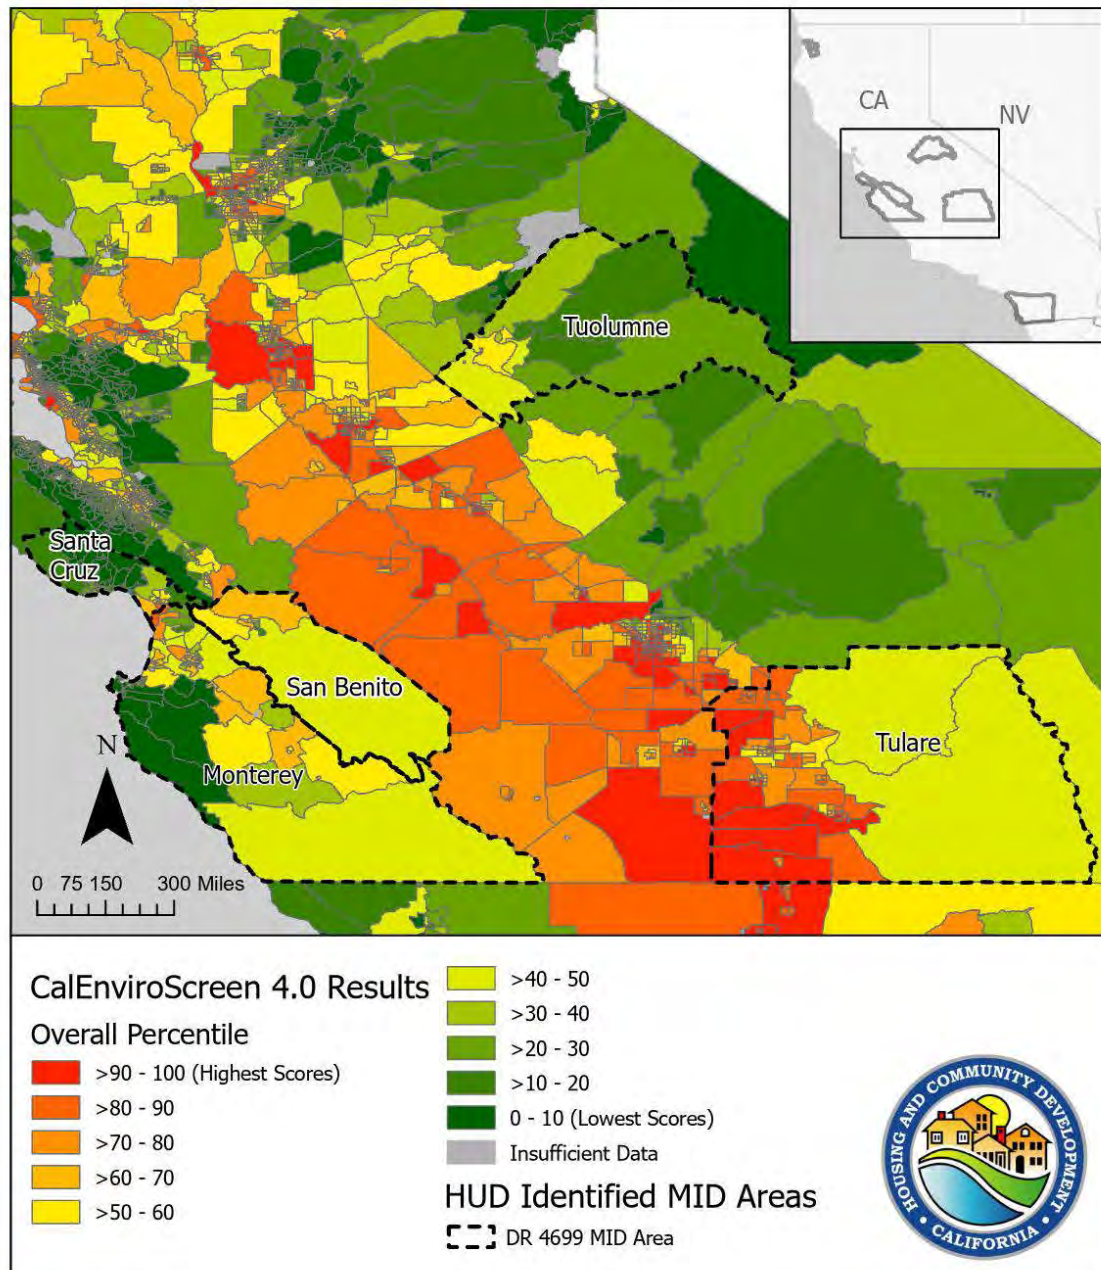 CA
NV
Tuolumne
Santa
Cruz
San Benito
Tulare
N
Monterey
0 75 150 300 Miles
CalEnviroScreen 4.0 Results
Overall Percentile
>90 - 100 (Highest Scores)
>80 - 90
>70 - 80
>60 - 70
>50 - 60
>40 - 50
>30 - 40
>20 - 30
>10 - 20
0 - 10 (Lowest Scores)
Insufficient Data
HUD Identified MID Areas
DR 4699 MID Area
HOUSING AND COMMUNITY DEVELOPMENT
• CALIFORNIA •